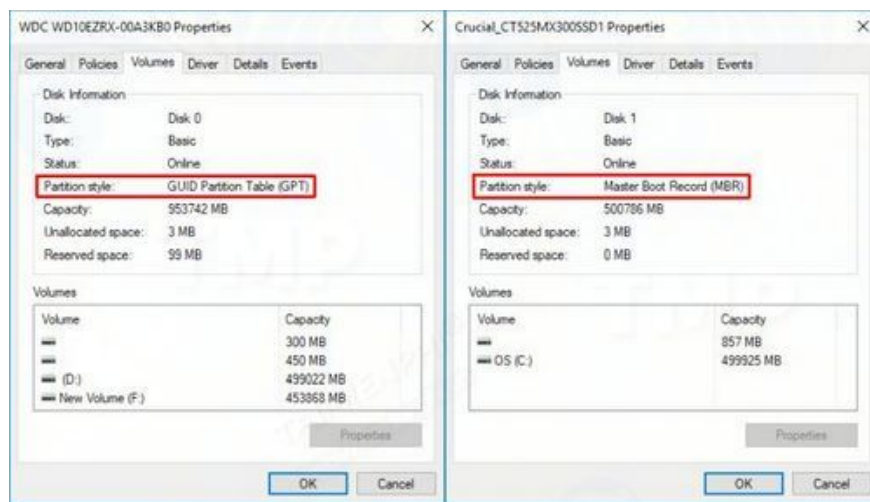 WDC WD10EZRX-00A3KB0 Properties
General Policies Volumes Driver Details Events
Disk Information
Disk: Disk 0
Type: Basic
Status: Online
Partition style: GUID Partition Table (GPT)
Capacity: 953742 MB
Unallocated space: 3 MB
Reserved space: 99 MB
Volumes
Volume Capacity
300 MB
450 MB
(D:) 499022 MB
New Volume (F:) 453868 MB
Properties
OK Cancel
Crucial_CT525MX300SSD1 Properties
General Policies Volumes Driver Details Events
Disk Information
Disk: Disk 1
Type: Basic
Status: Online
Partition style: Master Boot Record (MBR)
Capacity: 500786 MB
Unallocated space: 3 MB
Reserved space: 0 MB
Volumes
Volume Capacity
857 MB
OS (C:) 499925 MB
Properties
OK Cancel
TMP